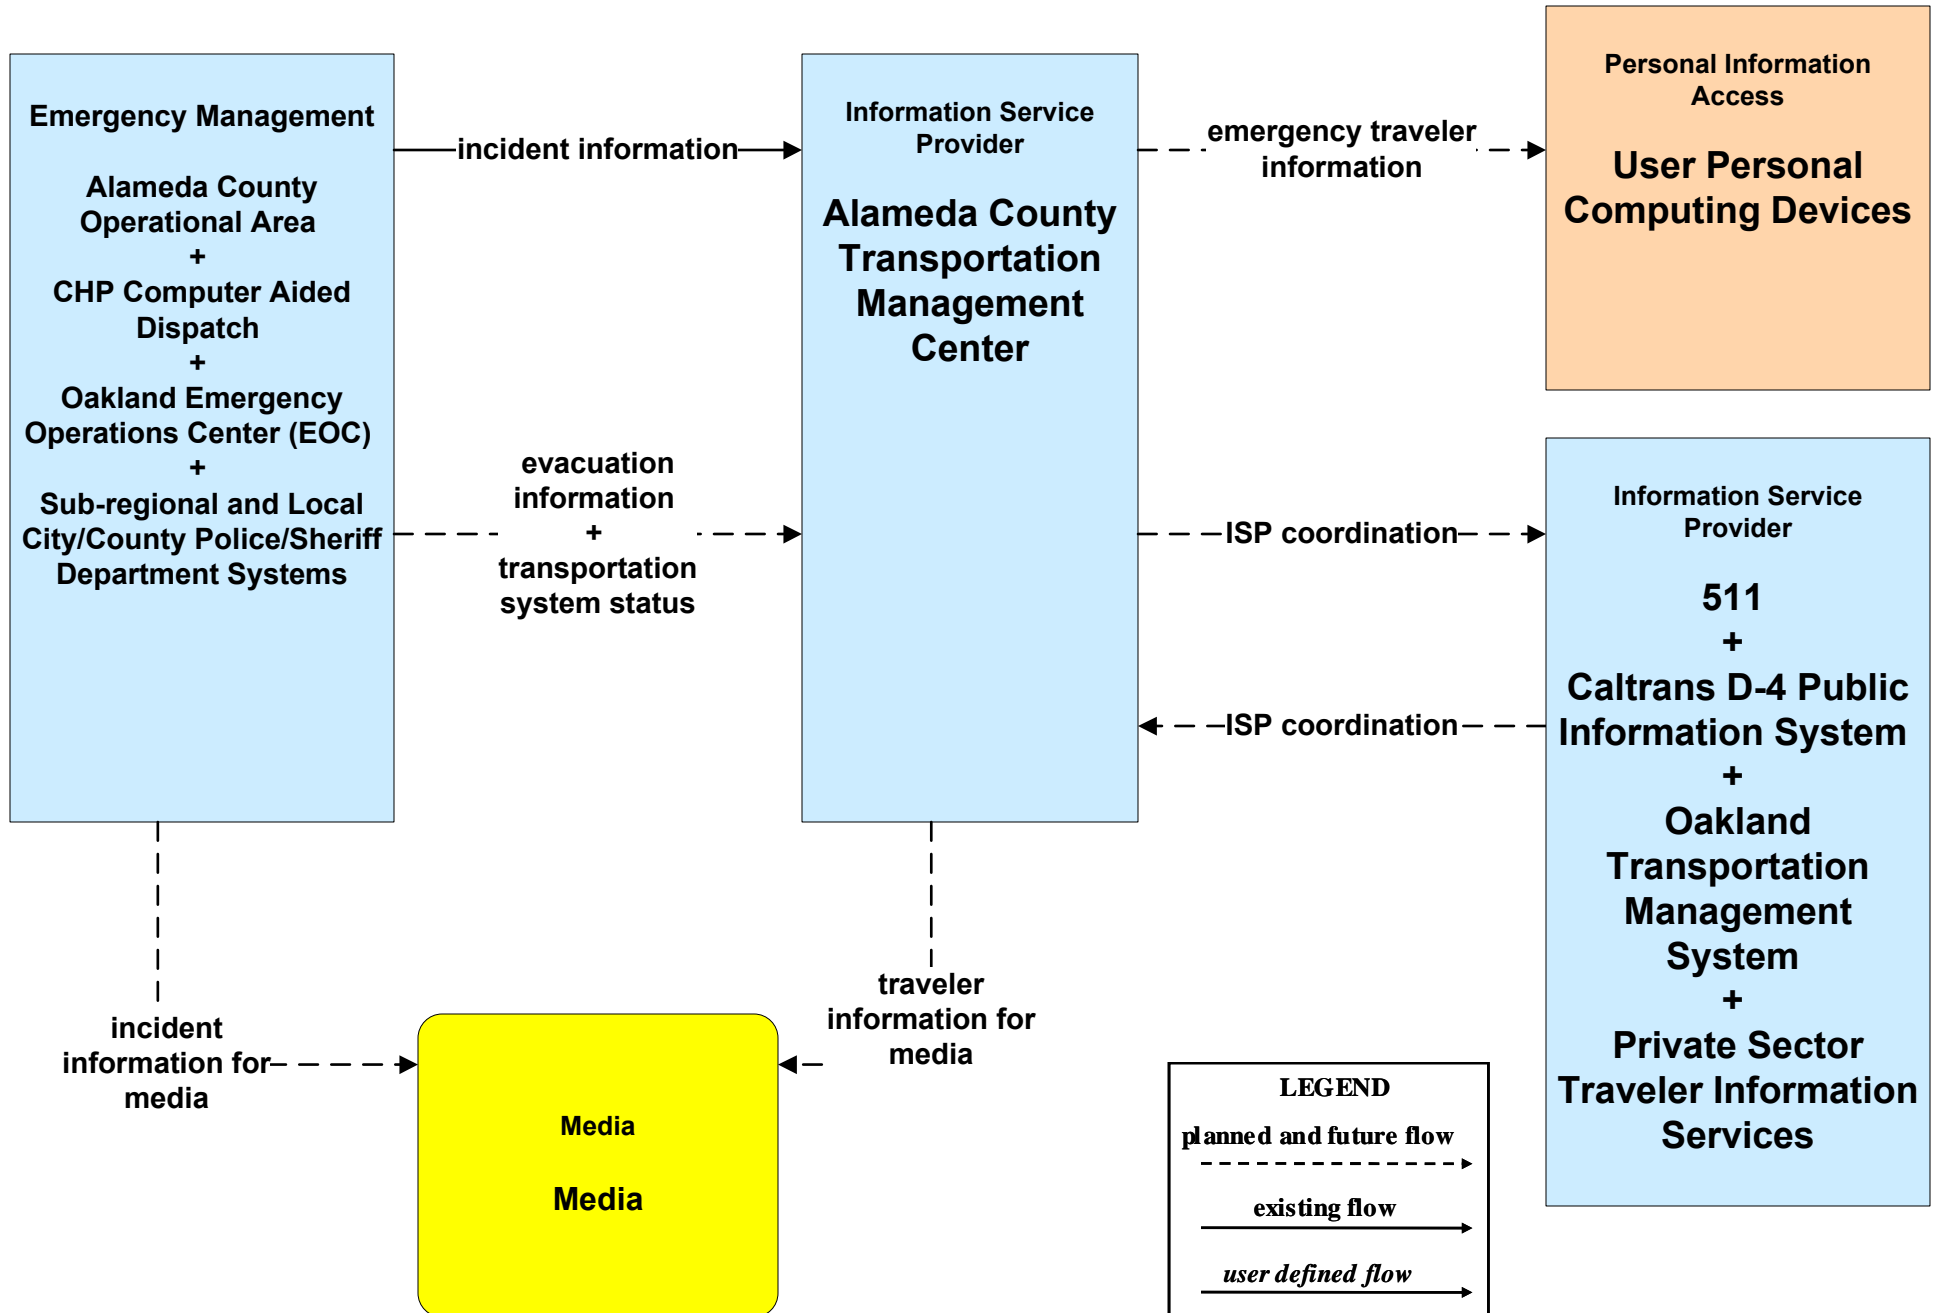 Emergency Management
Alameda County
Operational Area
+
CHP Computer Aided
Dispatch
+
Oakland Emergency
Operations Center (EOC)
+
Sub-regional and Local
City/County Police/Sheriff
Department Systems
incident information
evacuation
information
+
transportation
system status
Information Service
Provider
Alameda County
Transportation
Management
Center
emergency traveler
information
Personal Information
Access
User Personal
Computing Devices
ISP coordination
ISP coordination
Information Service
Provider
511
+
Caltrans D-4 Public
Information System
+
Oakland
Transportation
Management
System
+
Private Sector
Traveler Information
Services
incident
information for
media
traveler
information for
media
Media
Media
LEGEND
planned and future flow
existing flow
user defined flow